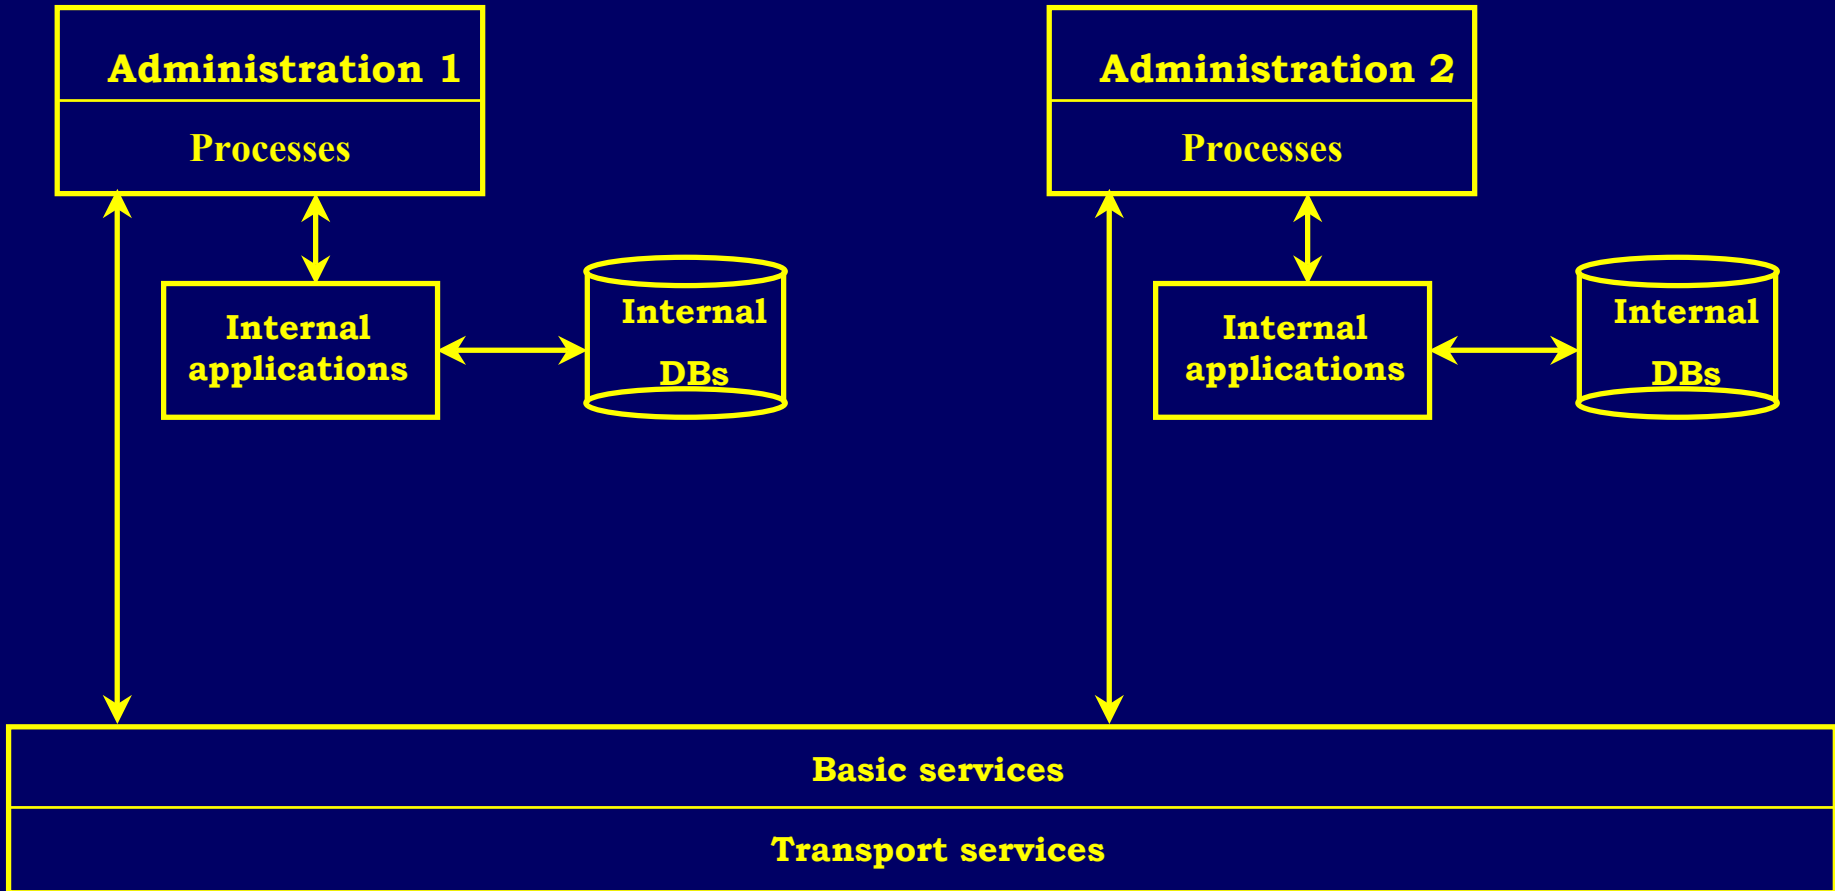 Administration 1
Processes
Internal
applications
Internal
DBs
Administration 2
Processes
Internal
applications
Internal
DBs
Basic services
Transport services